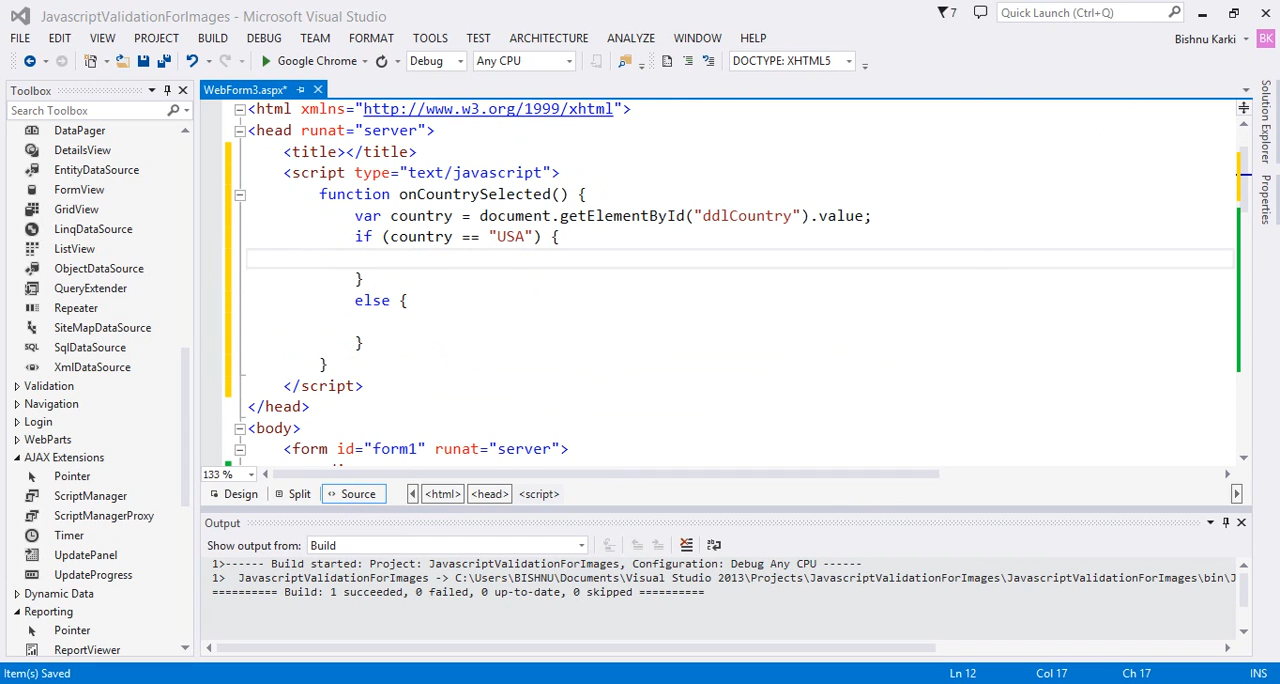 JavascriptValidationForImages - Microsoft Visual Studio
7
Quick Launch (Ctrl+Q)
FILE EDIT VIEW PROJECT BUILD DEBUG TEAM FORMAT TOOLS TEST ARCHITECTURE ANALYZE WINDOW HELP
Bishnu Karki BK
Google Chrome Debug Any CPU DOCTYPE: XHTML5
Toolbox
Search Toolbox
DataPager
DetailsView
EntityDataSource
FormView
GridView
LinqDataSource
ListView
ObjectDataSource
QueryExtender
Repeater
SiteMapDataSource
SQL SqlDataSource
XmlDataSource
Validation
Navigation
Login
WebParts
AJAX Extensions
Pointer
ScriptManager
ScriptManagerProxy
Timer
UpdatePanel
UpdateProgress
Dynamic Data
Reporting
Pointer
ReportViewer
WebForm3.aspx*
<html xmlns="http://www.w3.org/1999/xhtml">
<head runat="server">
<title></title>
<script type="text/javascript">
function onCountrySelected() {
var country = document.getElementById("ddlCountry").value;
if (country == "USA") {
}
else {
}
}
</script>
</head>
<body>
<form id="form1" runat="server">
133 %
Design Split Source <html> <head> <script>
Output
Show output from: Build
1>------ Build started: Project: JavascriptValidationForImages, Configuration: Debug Any CPU ------
1> JavascriptValidationForImages -> C:\Users\BISHNU\Documents\Visual Studio 2013\Projects\JavascriptValidationForImages\JavascriptValidationForImages\bin\J
========== Build: 1 succeeded, 0 failed, 0 up-to-date, 0 skipped ==========
Solution Explorer
Properties
Item(s) Saved Ln 12 Col 17 Ch 17 INS